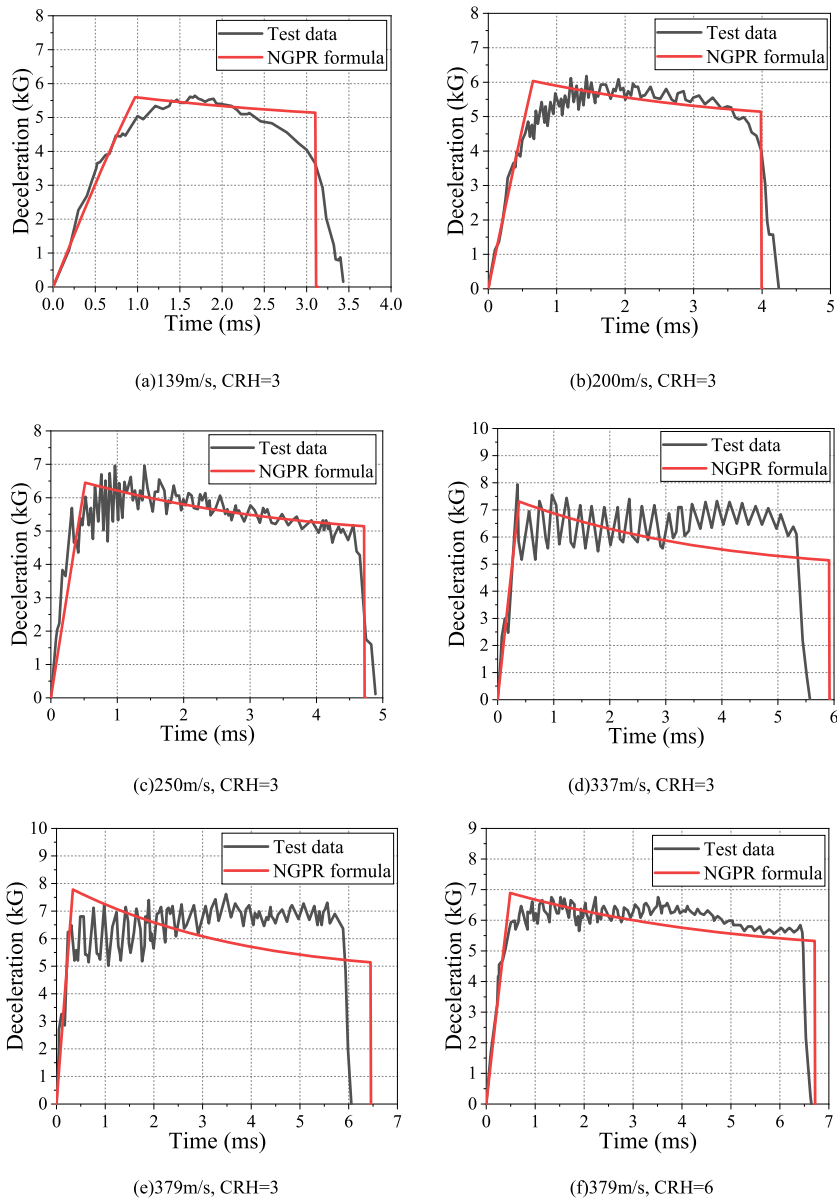 8
7
6
5
4
3
2
1
0
Deceleration (kG)
Test data
NGPR formula
0.0 0.5 1.0 1.5 2.0 2.5 3.0 3.5 4.0
Time (ms)
(a)139m/s, CRH=3
8
7
6
5
4
3
2
1
0
Deceleration (kG)
Test data
NGPR formula
0 1 2 3 4 5
Time (ms)
(b)200m/s, CRH=3
8
7
6
5
4
3
2
1
0
Deceleration (kG)
Test data
NGPR formula
0 1 2 3 4 5
Time (ms)
(c)250m/s, CRH=3
10
9
8
7
6
5
4
3
2
1
0
Deceleration (kG)
Test data
NGPR formula
0 1 2 3 4 5 6
Time (ms)
(d)337m/s, CRH=3
10
9
8
7
6
5
4
3
2
1
0
Deceleration (kG)
Test data
NGPR formula
0 1 2 3 4 5 6 7
Time (ms)
(e)379m/s, CRH=3
9
8
7
6
5
4
3
2
1
0
Deceleration (kG)
Test data
NGPR formula
0 1 2 3 4 5 6 7
Time (ms)
(f)379m/s, CRH=6